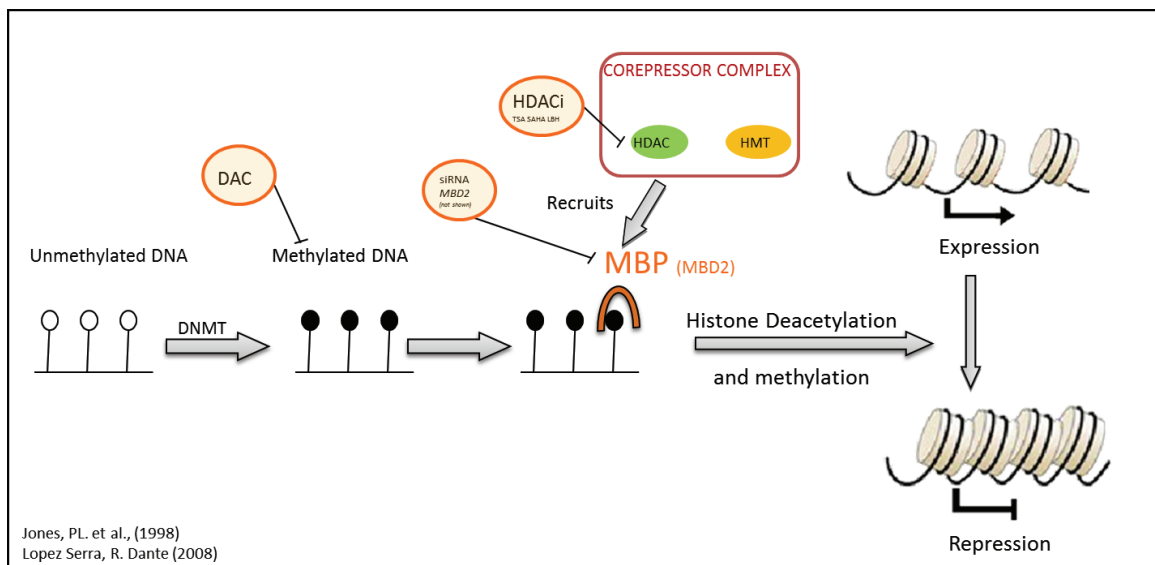 COREPRESSOR COMPLEX
HDACi
TSA SAHA LBH
HDAC
HMT
DAC
siRNA
MBD2
(not shown)
Recruits
Unmethylated DNA
Methylated DNA
MBP (MBD2)
Expression
DNMT
Histone Deacetylation
and methylation
Repression
Jones, PL. et al., (1998)
Lopez Serra, R. Dante (2008)